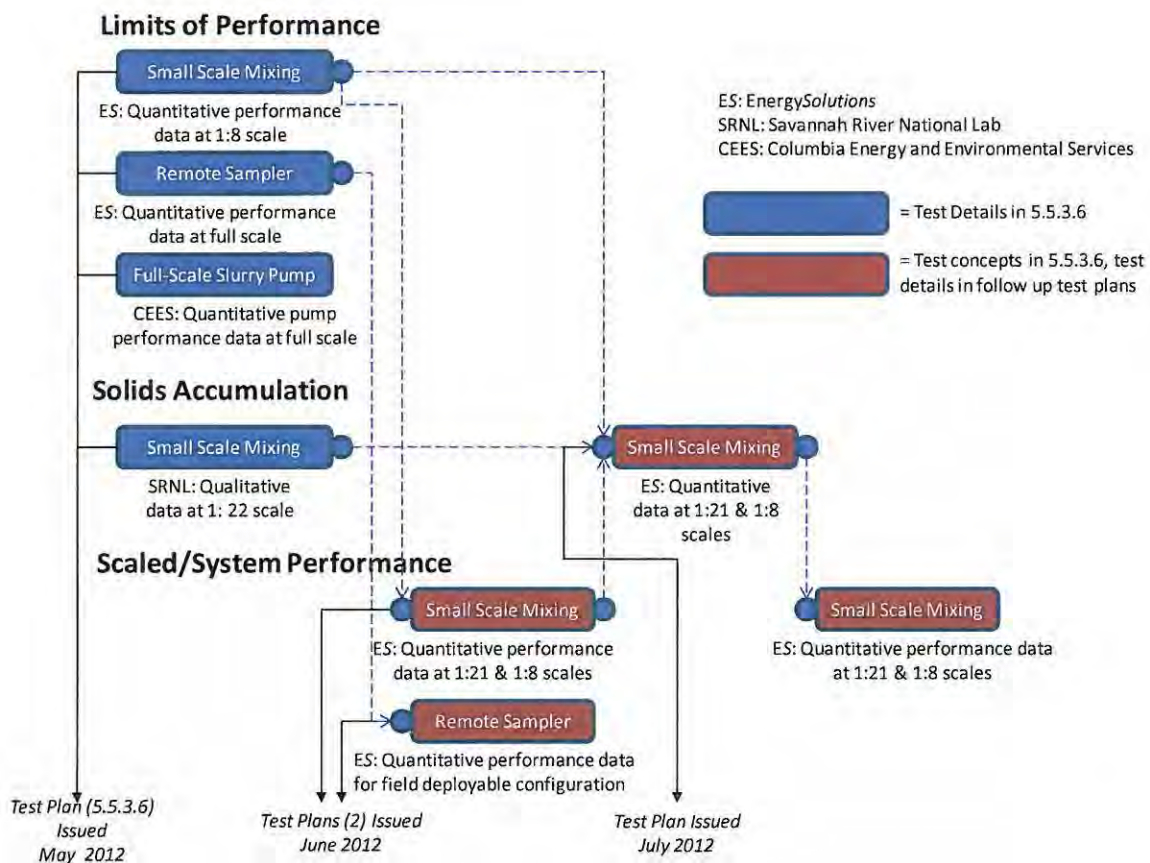 Limits of Performance
Small Scale Mixing
ES: Quantitative performance
data at 1:8 scale
Remote Sampler
ES: Quantitative performance
data at full scale
Full-Scale Slurry Pump
CEES: Quantitative pump
performance data at full scale
ES: EnergySolutions
SRNL: Savannah River National Lab
CEES: Columbia Energy and Environmental Services
= Test Details in 5.5.3.6
= Test concepts in 5.5.3.6, test
details in follow up test plans
Solids Accumulation
Small Scale Mixing
SRNL: Qualitative
data at 1: 22 scale
Small Scale Mixing
ES: Quantitative
data at 1:21 & 1:8
scales
Scaled/System Performance
Small Scale Mixing
ES: Quantitative performance
data at 1:21 & 1:8 scales
Small Scale Mixing
ES: Quantitative performance data
at 1:21 & 1:8 scales
Remote Sampler
ES: Quantitative performance data
for field deployable configuration
Test Plan (5.5.3.6)
Issued
May 2012
Test Plans (2) Issued
June 2012
Test Plan Issued
July 2012